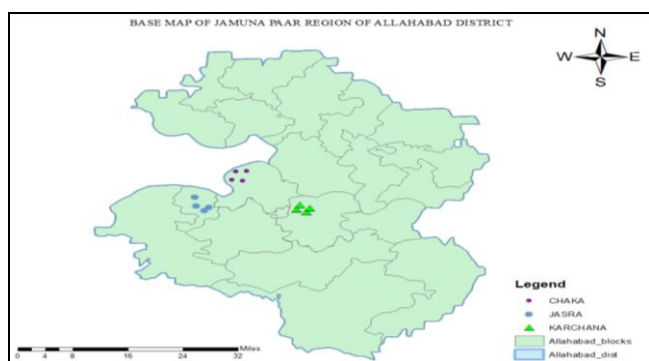 BASE MAP OF JAMUNA PAAR REGION OF ALLAHABAD DISTRICT
N
W E
S
Legend
CHAKA
JASRA
KARCHANA
Allahabad_blocks
Allahabad_dist
Miles
0 4 8 16 24 32